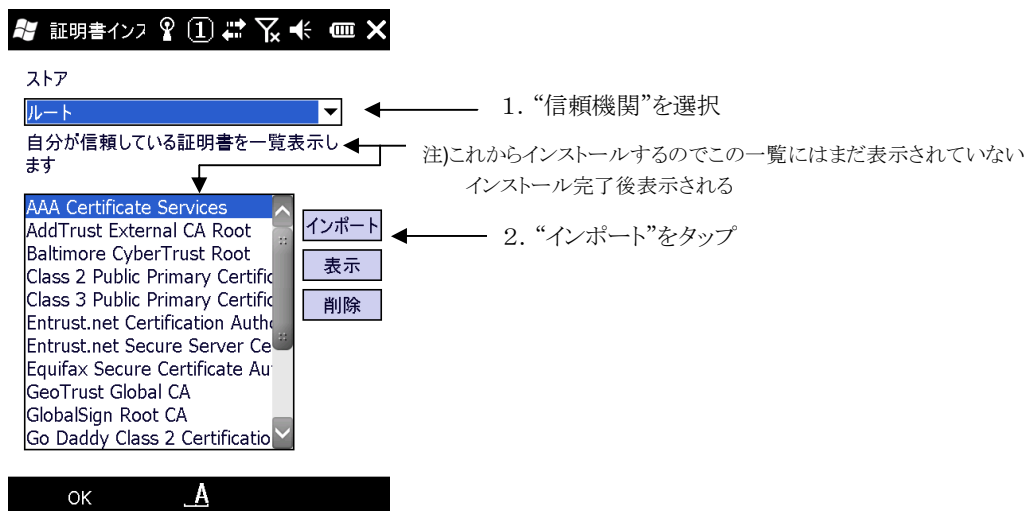 証明書インス
ストア
ルート
1. “信頼機関”を選択
自分が信頼している証明書を一覧表示し
ます
注)これからインストールするのでこの一覧にはまだ表示されていない
インストール完了後表示される
AAA Certificate Services
AddTrust External CA Root
Baltimore CyberTrust Root
Class 2 Public Primary Certific
Class 3 Public Primary Certific
Entrust.net Certification Autho
Entrust.net Secure Server Ce
Equifax Secure Certificate Au
GeoTrust Global CA
GlobalSign Root CA
Go Daddy Class 2 Certificatio
インポート
2. “インポート”をタップ
表示
削除
OK
A